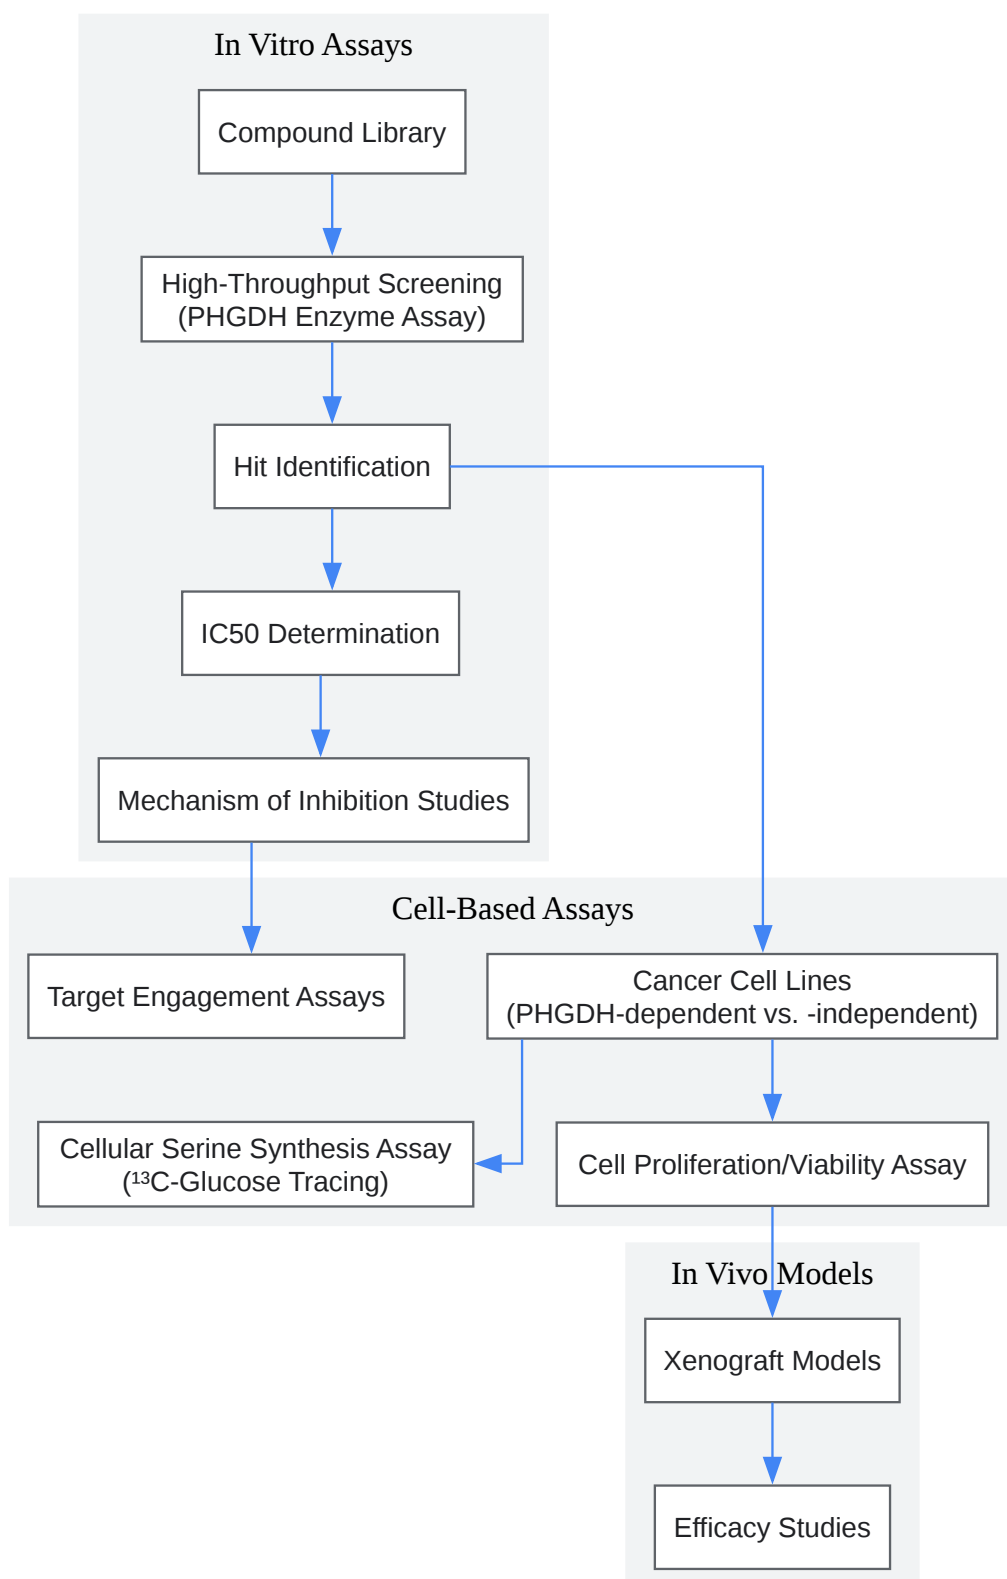 In Vitro Assays
Compound Library
High-Throughput Screening
(PHGDH Enzyme Assay)
Hit Identification
IC50 Determination
Mechanism of Inhibition Studies
Cell-Based Assays
Target Engagement Assays
Cancer Cell Lines
(PHGDH-dependent vs. -independent)
Cellular Serine Synthesis Assay
(¹³C-Glucose Tracing)
Cell Proliferation/Viability Assay
In Vivo Models
Xenograft Models
Efficacy Studies